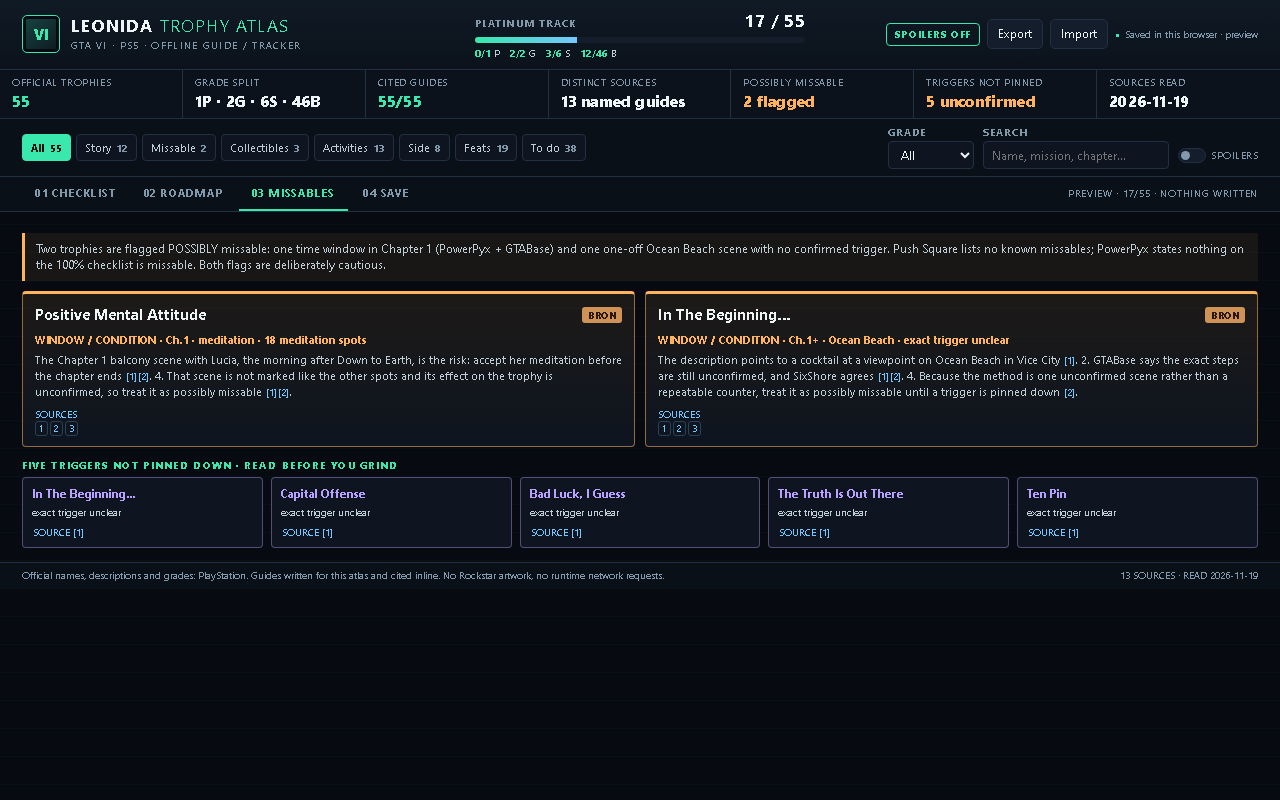 VI
LEONIDA TROPHY ATLAS
GTA VI · PS5 · OFFLINE GUIDE / TRACKER
PLATINUM TRACK
17 / 55
0/1 P 2/2 G 3/6 S 12/46 B
SPOILERS OFF
Export
Import
Saved in this browser · preview
OFFICIAL TROPHIES
55
GRADE SPLIT
1P · 2G · 6S · 46B
CITED GUIDES
55/55
DISTINCT SOURCES
13 named guides
POSSIBLY MISSABLE
2 flagged
TRIGGERS NOT PINNED
5 unconfirmed
SOURCES READ
2026-11-19
All 55
Story 12
Missable 2
Collectibles 3
Activities 13
Side 8
Feats 19
To do 38
GRADE
All
SEARCH
Name, mission, chapter...
SPOILERS
01 CHECKLIST
02 ROADMAP
03 MISSABLES
04 SAVE
PREVIEW · 17/55 · NOTHING WRITTEN
Two trophies are flagged POSSIBLY missable: one time window in Chapter 1 (PowerPyx + GTABase) and one one-off Ocean Beach scene with no confirmed trigger. Push Square lists no known missables; PowerPyx states nothing on
the 100% checklist is missable. Both flags are deliberately cautious.
Positive Mental Attitude
BRON
WINDOW / CONDITION · Ch.1 · meditation · 18 meditation spots
The Chapter 1 balcony scene with Lucia, the morning after Down to Earth, is the risk: accept her meditation before
the chapter ends [1][2]. 4. That scene is not marked like the other spots and its effect on the trophy is
unconfirmed, so treat it as possibly missable [1][2].
SOURCES
1 2 3
In The Beginning...
BRON
WINDOW / CONDITION · Ch.1+ · Ocean Beach · exact trigger unclear
The description points to a cocktail at a viewpoint on Ocean Beach in Vice City [1]. 2. GTABase says the exact steps
are still unconfirmed, and SixShore agrees [1][2]. 4. Because the method is one unconfirmed scene rather than a
repeatable counter, treat it as possibly missable until a trigger is pinned down [2].
SOURCES
1 2 3
FIVE TRIGGERS NOT PINNED DOWN · READ BEFORE YOU GRIND
In The Beginning...
exact trigger unclear
SOURCE [1]
Capital Offense
exact trigger unclear
SOURCE [1]
Bad Luck, I Guess
exact trigger unclear
SOURCE [1]
The Truth Is Out There
exact trigger unclear
SOURCE [1]
Ten Pin
exact trigger unclear
SOURCE [1]
Official names, descriptions and grades: PlayStation. Guides written for this atlas and cited inline. No Rockstar artwork, no runtime network requests.
13 SOURCES · READ 2026-11-19